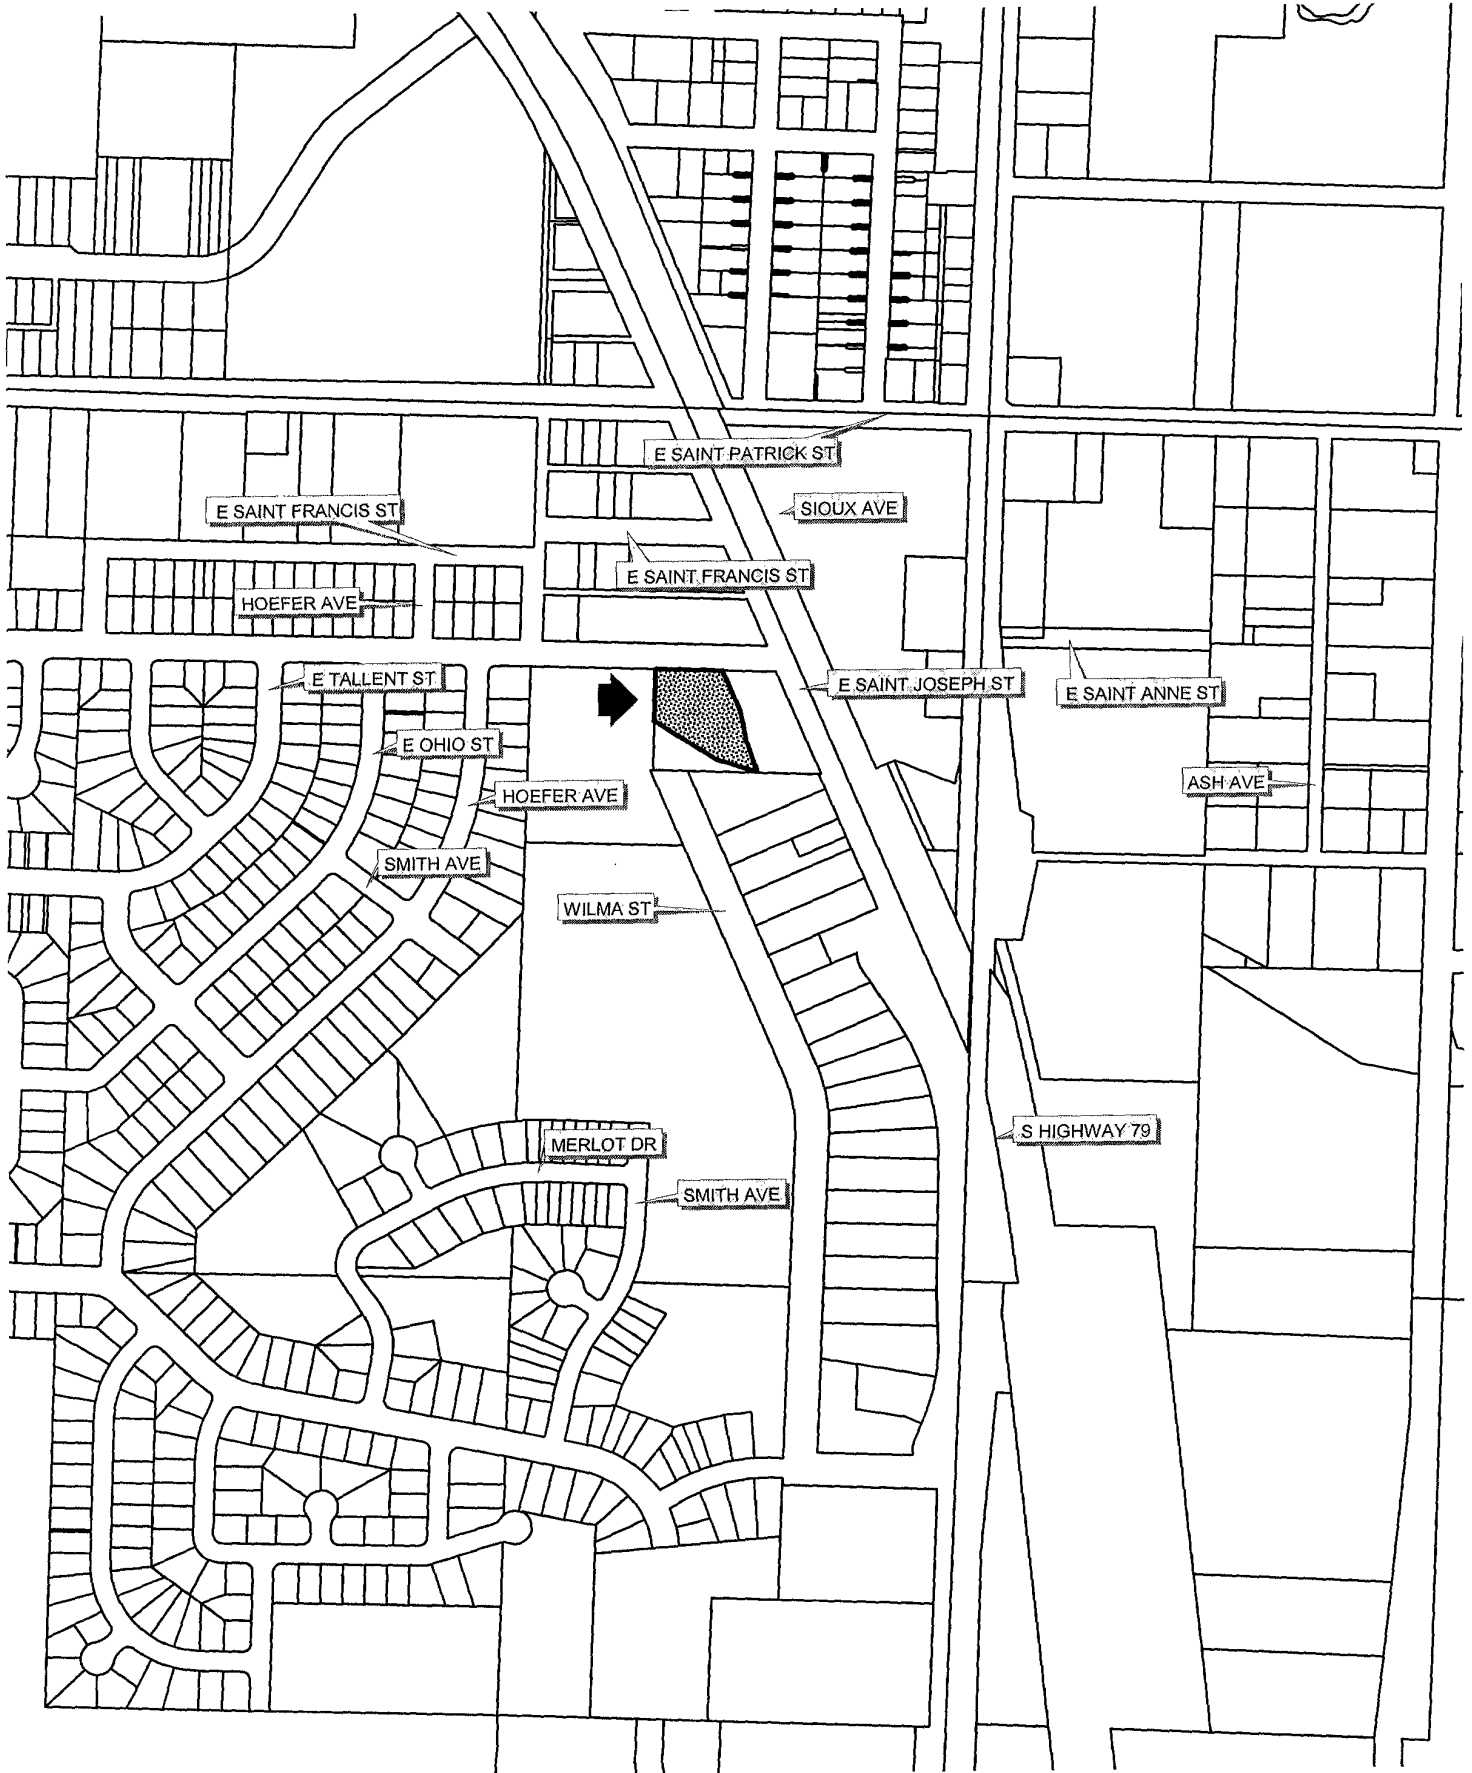 E SAINT PATRICK ST
E SAINT FRANCIS ST
SIOUX AVE
E SAINT FRANCIS ST
HOEFER AVE
E TALLENT ST
E SAINT JOSEPH ST
E SAINT ANNE ST
E OHIO ST
ASH AVE
HOEFER AVE
SMITH AVE
WILMA ST
S HIGHWAY 79
MERLOT DR
SMITH AVE